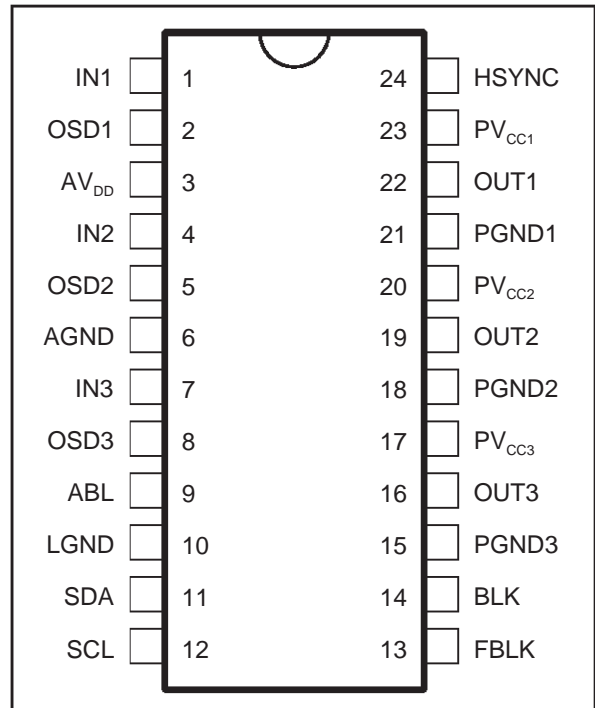 IN1 1 24 HSYNC
OSD1 2 23 PVCC1
AVDD 3 22 OUT1
IN2 4 21 PGND1
OSD2 5 20 PVCC2
AGND 6 19 OUT2
IN3 7 18 PGND2
OSD3 8 17 PVCC3
ABL 9 16 OUT3
LGND 10 15 PGND3
SDA 11 14 BLK
SCL 12 13 FBLK